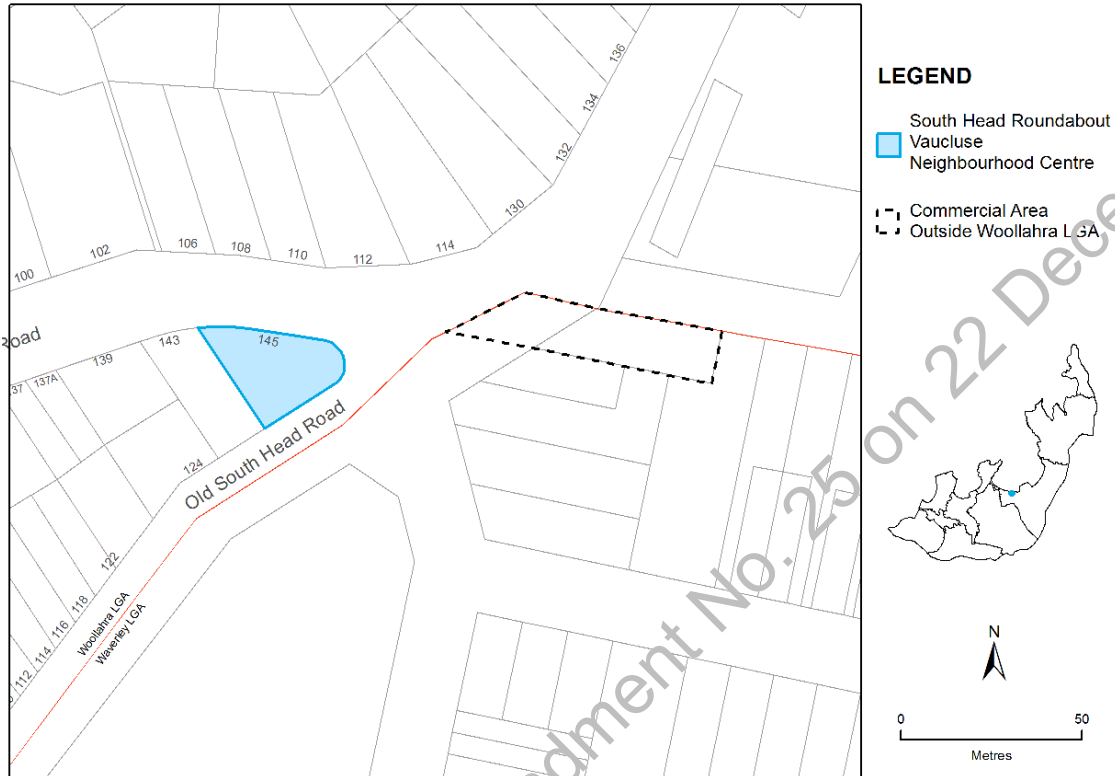 136
134
132
130
114
112
110
108
106
102
100
Road
145
143
139
137A
37
124
Old South Head Road
122
118
116
114
112
Woollahra LGA
Waverley LGA
LEGEND
South Head Roundabout
Vaucluse
Neighbourhood Centre
Commercial Area
Outside Woollahra LGA
N
0 50
Metres
ndment No. 25 on 22 Dece